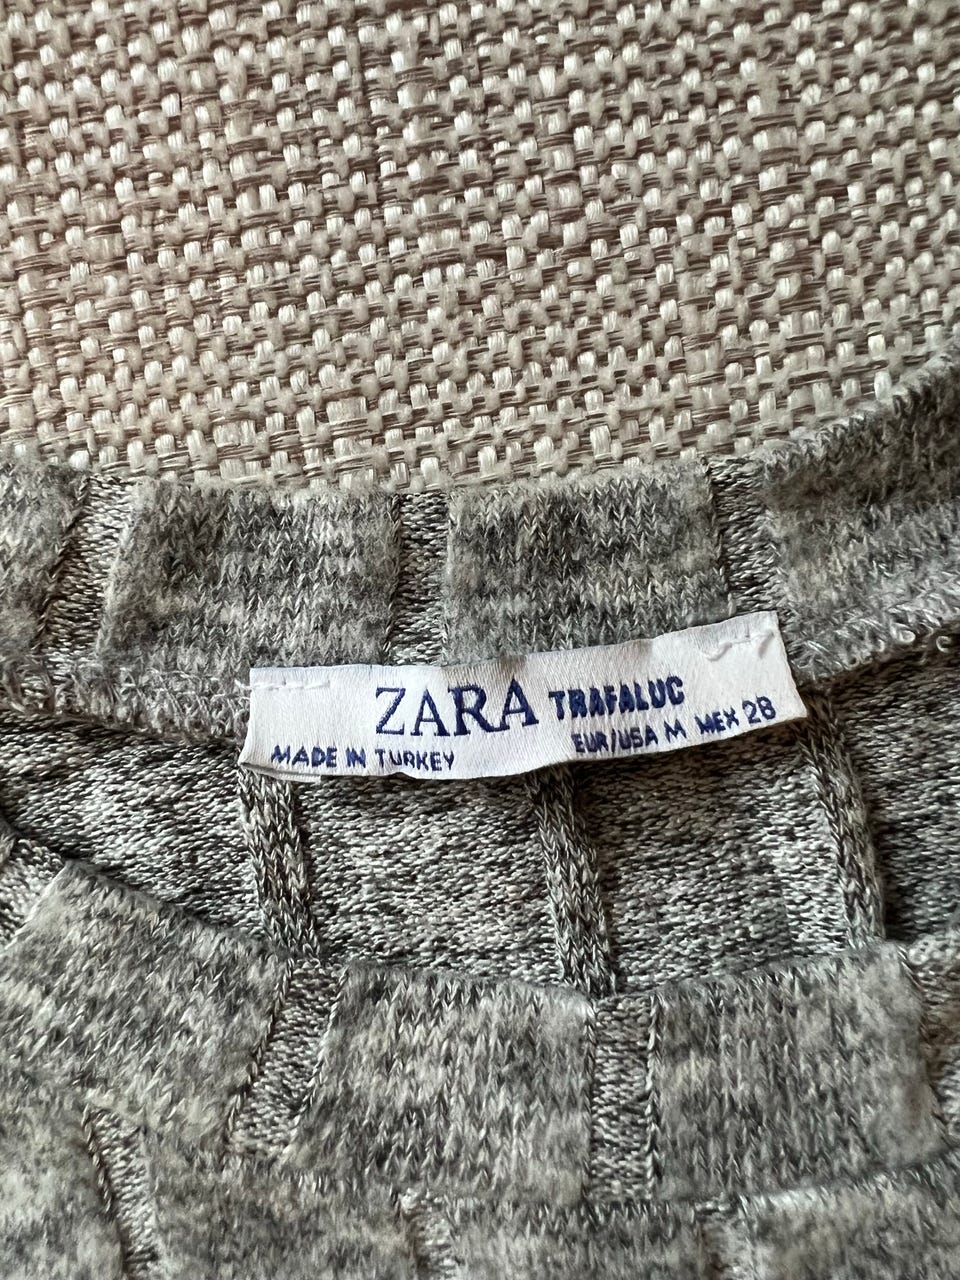 ZARA TRAFALUC
MADE IN TURKEY
EUR/USA M MEX 28